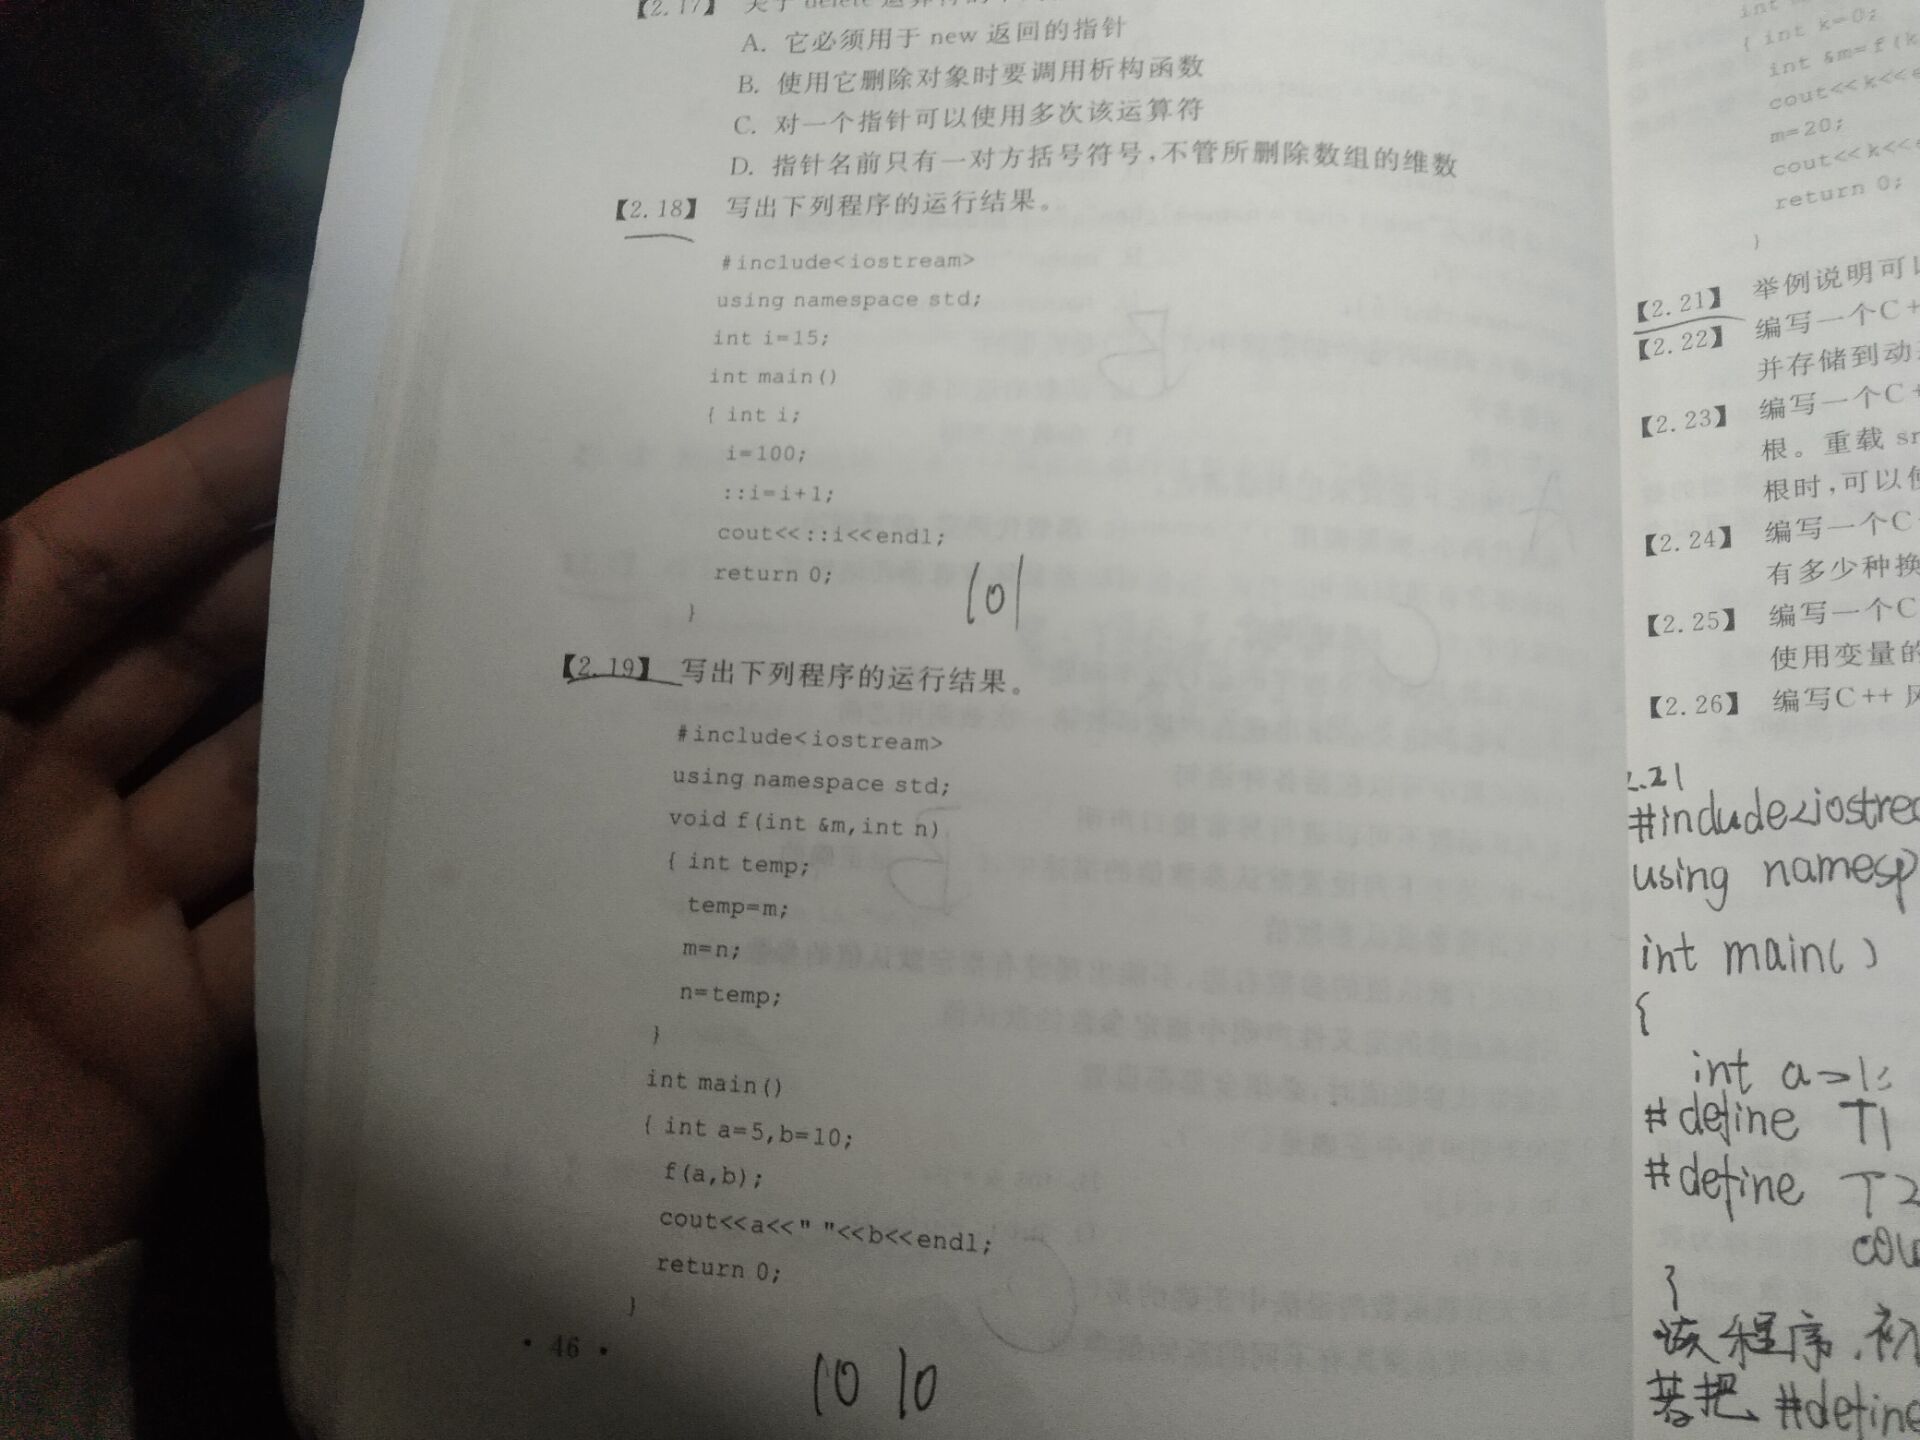 【2.17】 关于 delete 运算符的
A. 它必须用于 new 返回的指针
B. 使用它删除对象时要调用析构函数
C. 对一个指针可以使用多次该运算符
D. 指针名前只有一对方括号符号,不管所删除数组的维数
【2.18】 写出下列程序的运行结果。
#include<iostream>
using namespace std;
int i=15;
int main()
{ int i;
i=100;
::i=i+1;
cout<<::i<<endl;
return 0;
}
101
【2.19】 写出下列程序的运行结果。
#include<iostream>
using namespace std;
void f(int &m,int n)
{ int temp;
temp=m;
m=n;
n=temp;
}
int main()
{ int a=5,b=10;
f(a,b);
cout<<a<<" "<<b<<endl;
return 0;
}
· 46 ·
10 10
int
{ int k=0;
int &m=f(k
cout<<k<<e
m=20;
cout<<k<<e
return 0;
}
【2.21】 举例说明可以
【2.22】 编写一个C+
并存储到动
【2.23】 编写一个C+
根。重载 s
根时,可以使
【2.24】 编写一个C
有多少种换
【2.25】 编写一个C
使用变量的
【2.26】 编写C++ 风
2.21
#include<iostrea
using namesp
int main()
{
int a=1;
#define T1
#define T2
cou
}
该程序,初
若把 #define